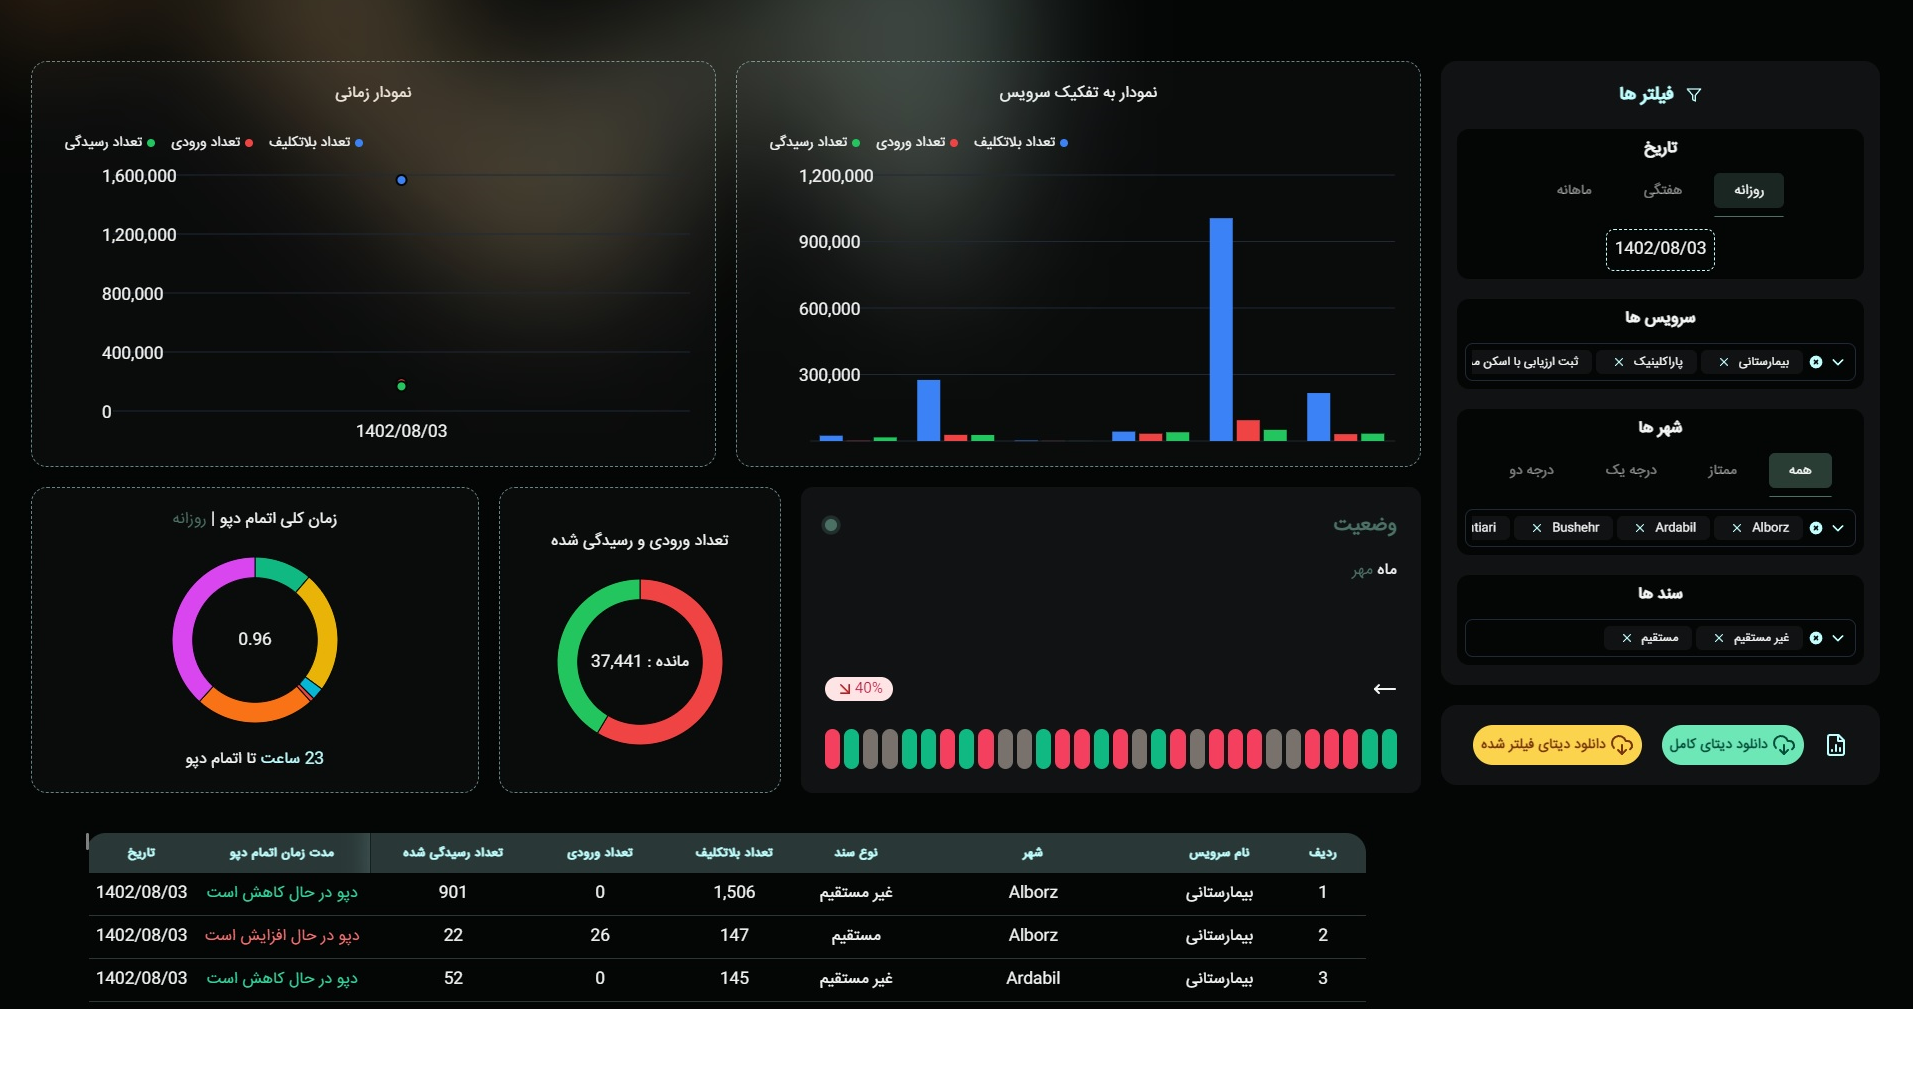 فیلتر ها
تاریخ
روزانه
هفتگی
ماهانه
1402/08/03
سرویس ها
بیمارستانی
پاراکلینیک
ثبت ارزیابی با اسکن
شهر ها
همه
ممتاز
درجه یک
درجه دو
Alborz
Ardabil
Bushehr
سند ها
غیر مستقیم
مستقیم
دانلود دیتای کامل
دانلود دیتای فیلتر شده
نمودار به تفکیک سرویس
تعداد بلاتکلیف
تعداد ورودی
تعداد رسیدگی
1,200,000
900,000
600,000
300,000
نمودار زمانی
تعداد بلاتکلیف
تعداد ورودی
تعداد رسیدگی
1,600,000
1,200,000
800,000
400,000
0
1402/08/03
وضعیت
ماه مهر
40%
تعداد ورودی و رسیدگی شده
مانده : 37,441
زمان کلی اتمام دپو | روزانه
0.96
23 ساعت تا اتمام دپو
ردیف نام سرویس شهر نوع سند تعداد بلاتکلیف تعداد ورودی تعداد رسیدگی شده مدت زمان اتمام دپو تاریخ
1 بیمارستانی Alborz غیر مستقیم 1,506 0 901 دپو در حال کاهش است 1402/08/03
2 بیمارستانی Alborz مستقیم 147 26 22 دپو در حال افزایش است 1402/08/03
3 بیمارستانی Ardabil غیر مستقیم 145 0 52 دپو در حال کاهش است 1402/08/03